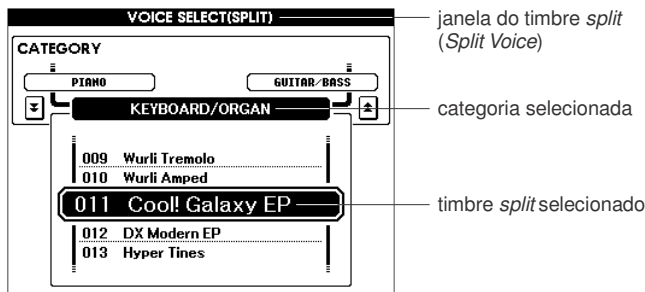 VOICE SELECT(SPLIT)
janela do timbre split
(Split Voice)
CATEGORY
PIANO
GUITAR/BASS
KEYBOARD/ORGAN
categoria selecionada
009 Wurli Tremolo
010 Wurli Amped
011 Cool! Galaxy EP
timbre split selecionado
012 DX Modern EP
013 Hyper Tines